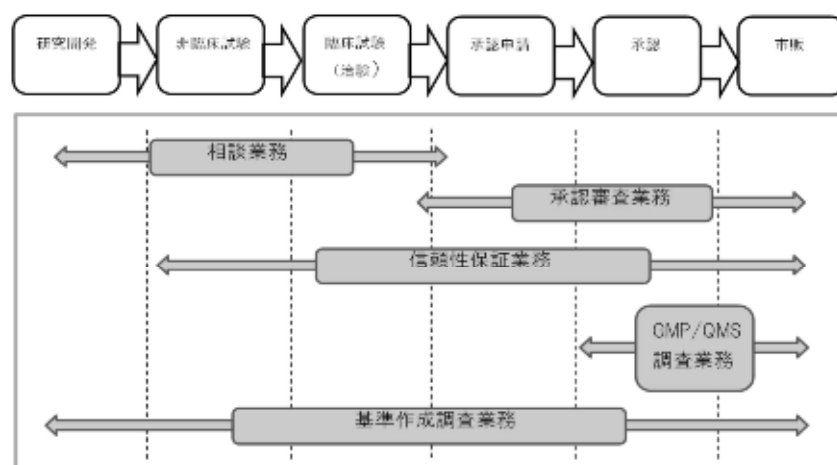 研究開発
非臨床試験
臨床試験
(治験)
承認申請
承認
市販
相談業務
承認審査業務
信頼性保証業務
GMP/QMS
調査業務
基準作成調査業務